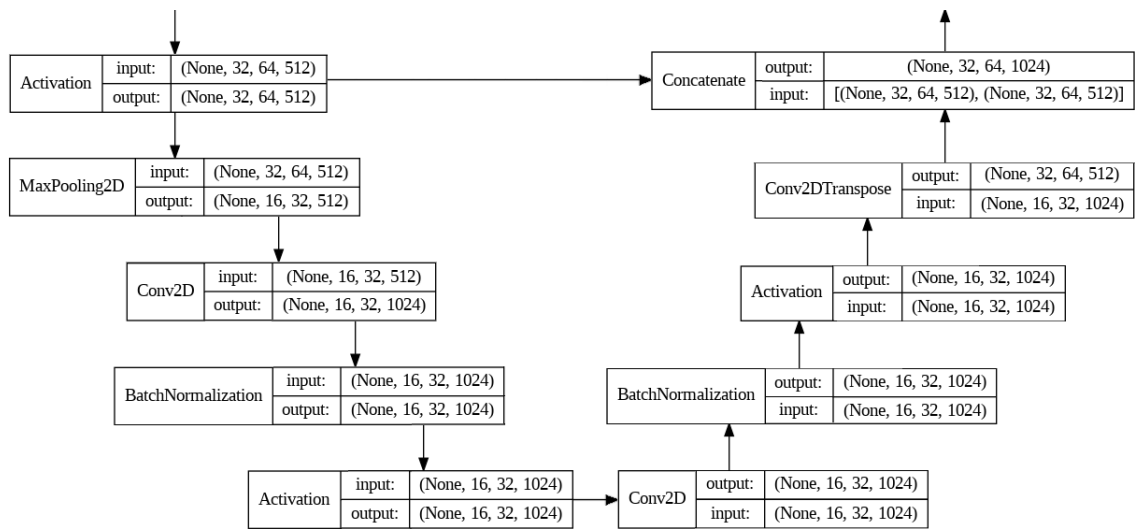 Activation
input: (None, 32, 64, 512)
output: (None, 32, 64, 512)
Concatenate
output: (None, 32, 64, 1024)
input: [(None, 32, 64, 512), (None, 32, 64, 512)]
MaxPooling2D
input: (None, 32, 64, 512)
output: (None, 16, 32, 512)
Conv2DTranspose
output: (None, 32, 64, 512)
input: (None, 16, 32, 1024)
Conv2D
input: (None, 16, 32, 512)
output: (None, 16, 32, 1024)
Activation
output: (None, 16, 32, 1024)
input: (None, 16, 32, 1024)
BatchNormalization
input: (None, 16, 32, 1024)
output: (None, 16, 32, 1024)
BatchNormalization
output: (None, 16, 32, 1024)
input: (None, 16, 32, 1024)
Activation
input: (None, 16, 32, 1024)
output: (None, 16, 32, 1024)
Conv2D
output: (None, 16, 32, 1024)
input: (None, 16, 32, 1024)